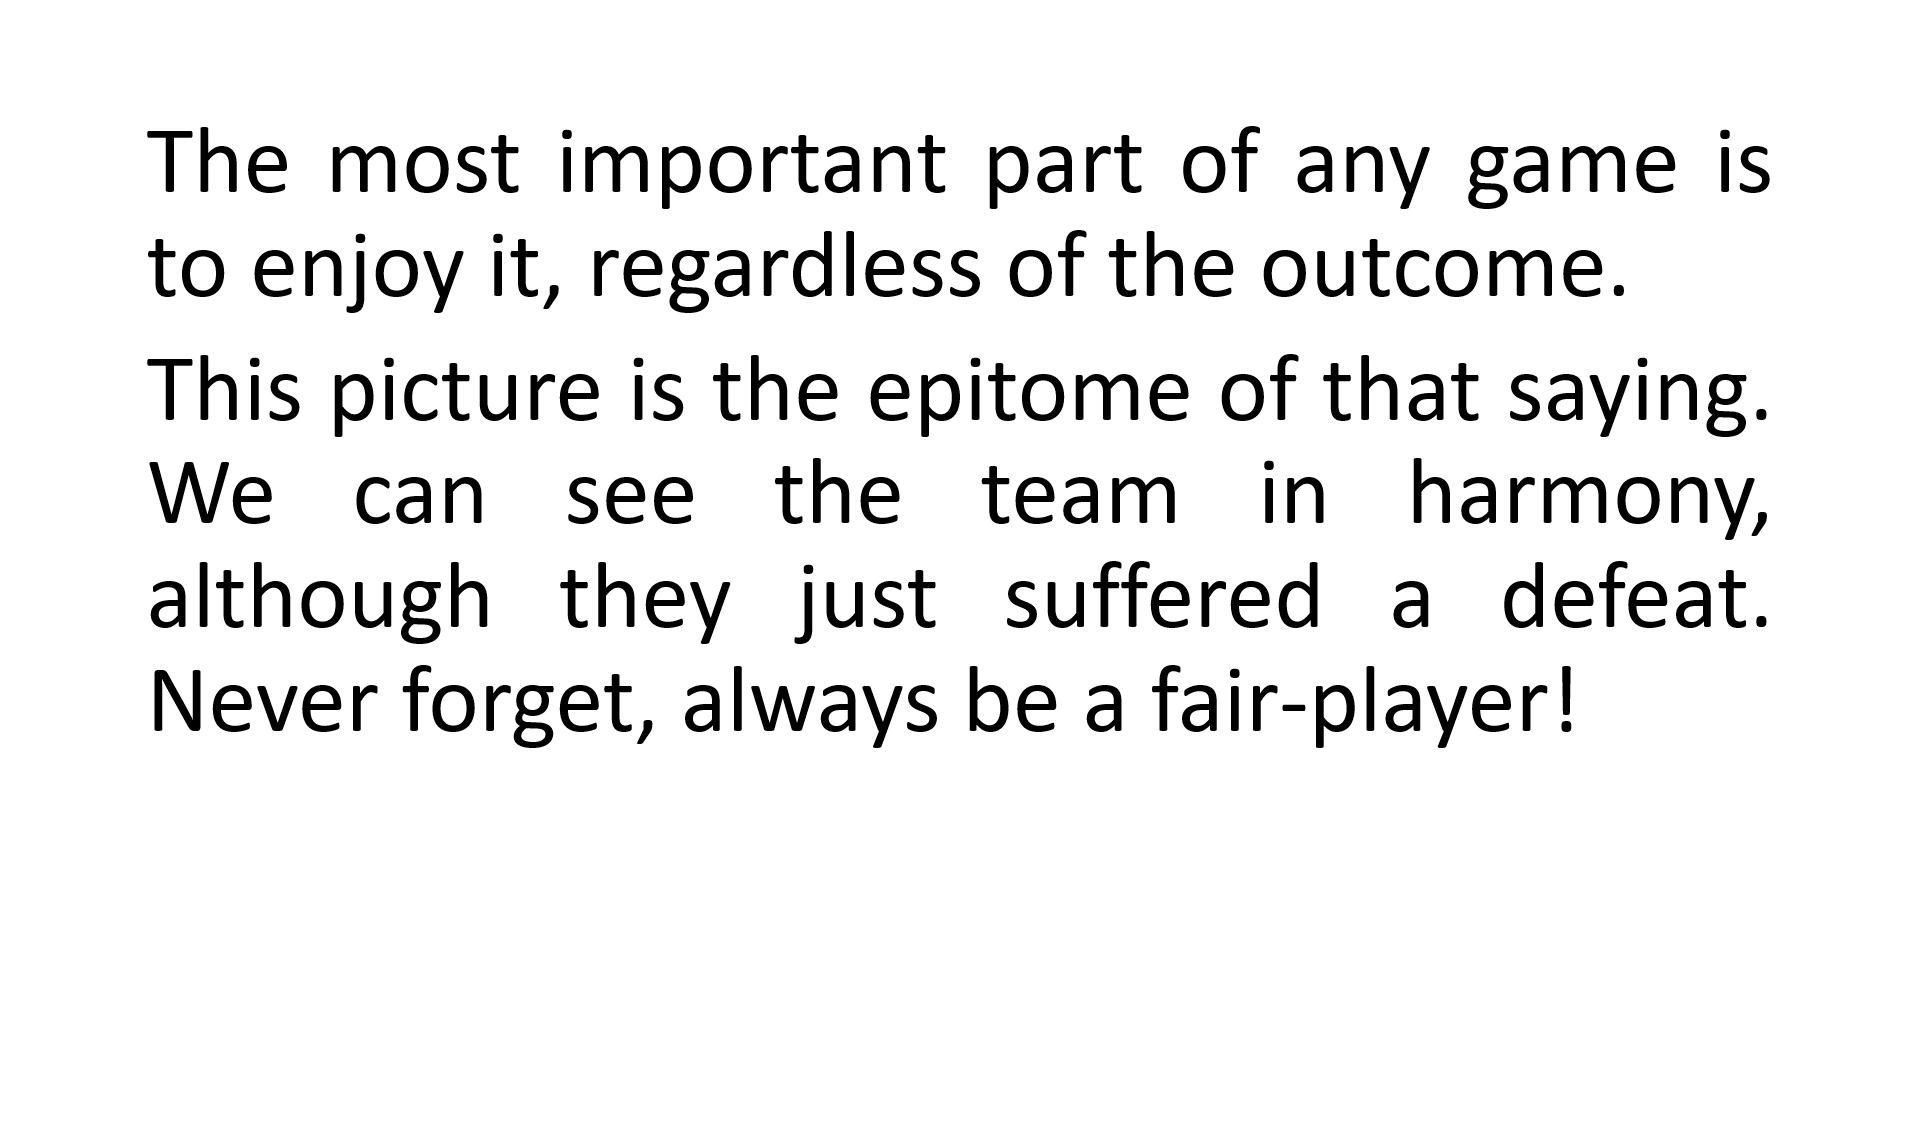 The most important part of any game is
to enjoy it, regardless of the outcome.
This picture is the epitome of that saying.
We can see the team in harmony,
although they just suffered a defeat.
Never forget, always be a fair-player!